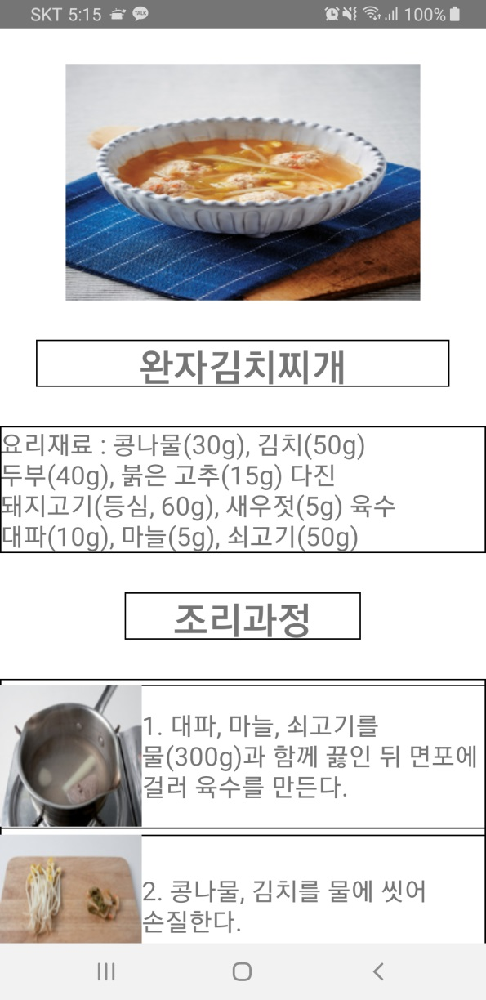 SKT 5:15 TALK 100%
완자김치찌개
요리재료 : 콩나물(30g), 김치(50g)
두부(40g), 붉은 고추(15g) 다진
돼지고기(등심, 60g), 새우젓(5g) 육수
대파(10g), 마늘(5g), 쇠고기(50g)
조리과정
1. 대파, 마늘, 쇠고기를
물(300g)과 함께 끓인 뒤 면포에
걸러 육수를 만든다.
2. 콩나물, 김치를 물에 씻어
손질한다.